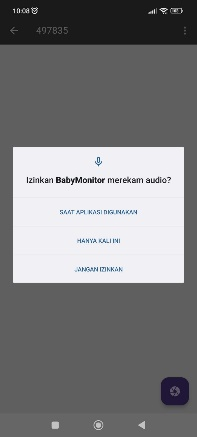 10:08
497835
Izinkan BabyMonitor merekam audio?
SAAT APLIKASI DIGUNAKAN
HANYA KALI INI
JANGAN IZINKAN